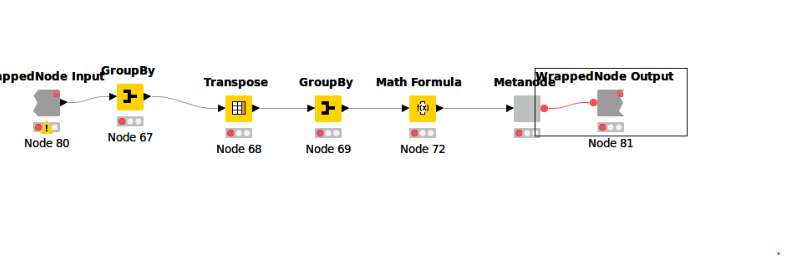 appedNode Input
GroupBy
Transpose
GroupBy
Math Formula
Metanode
WrappedNode Output
f(x)
Node 80
Node 67
Node 68
Node 69
Node 72
Node 81